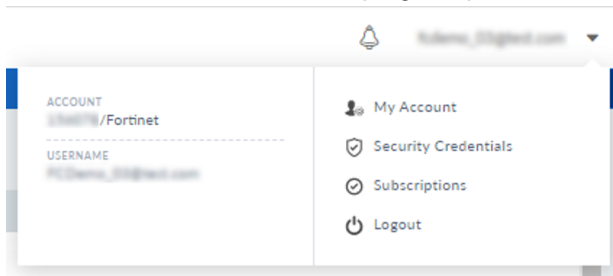 ACCOUNT
/Fortinet
USERNAME
My Account
Security Credentials
Subscriptions
Logout